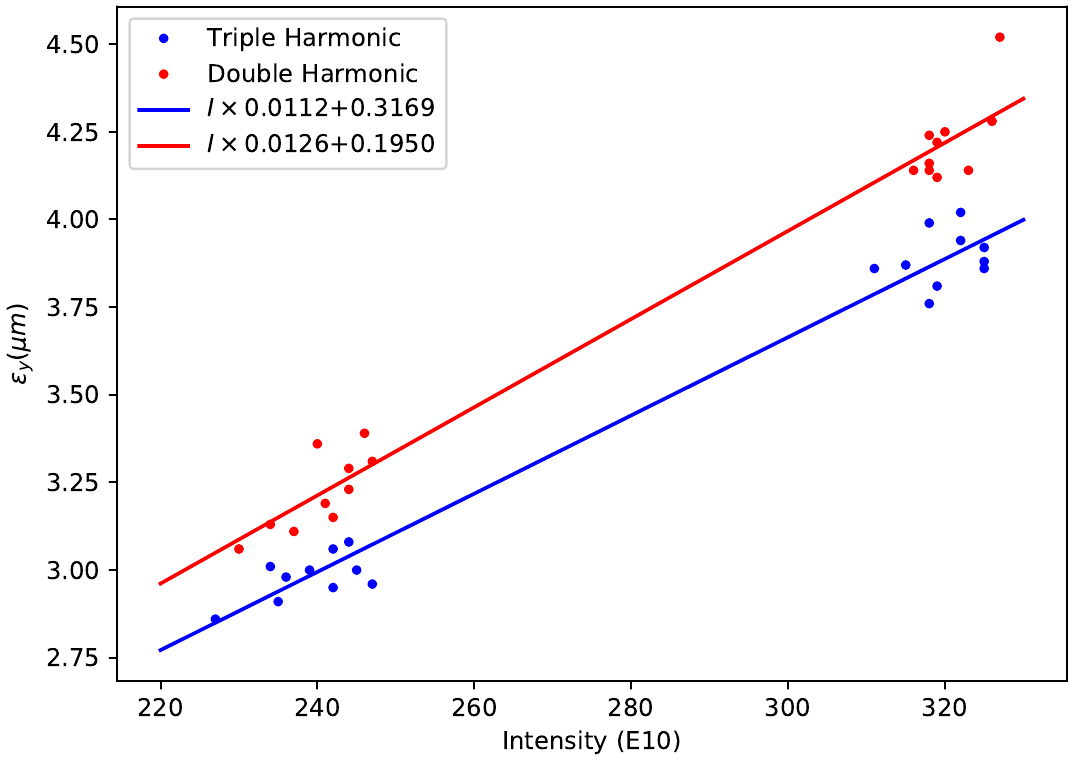 Triple Harmonic
Double Harmonic
I × 0.0112+0.3169
I × 0.0126+0.1950
4.50
4.25
4.00
3.75
3.50
3.25
3.00
2.75
εy(μm)
220 240 260 280 300 320
Intensity (E10)